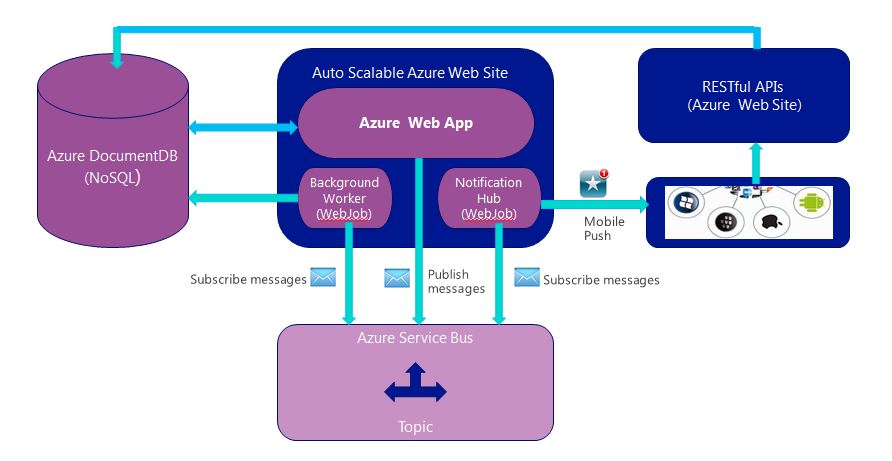 Auto Scalable Azure Web Site
Azure Web App
Background
Worker
(WebJob)
Notification
Hub
(WebJob)
Azure DocumentDB
(NoSQL)
RESTful APIs
(Azure Web Site)
1
Mobile
Push
Subscribe messages
Publish
messages
Subscribe messages
Azure Service Bus
Topic